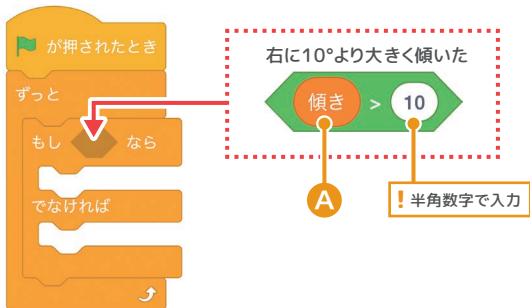 が押されたとき
ずっと
もし なら
でなければ
右に10°より大きく傾いた
傾き > 10
A
! 半角数字で入力